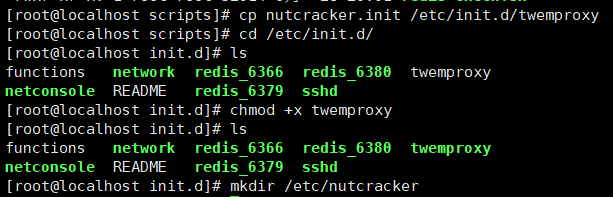 [root@localhost scripts]# cp nutcracker.init /etc/init.d/twemproxy
[root@localhost scripts]# cd /etc/init.d/
[root@localhost init.d]# ls
functions network redis_6366 redis_6380 twemproxy
netconsole README redis_6379 sshd
[root@localhost init.d]# chmod +x twemproxy
[root@localhost init.d]# ls
functions network redis_6366 redis_6380 twemproxy
netconsole README redis_6379 sshd
[root@localhost init.d]# mkdir /etc/nutcracker